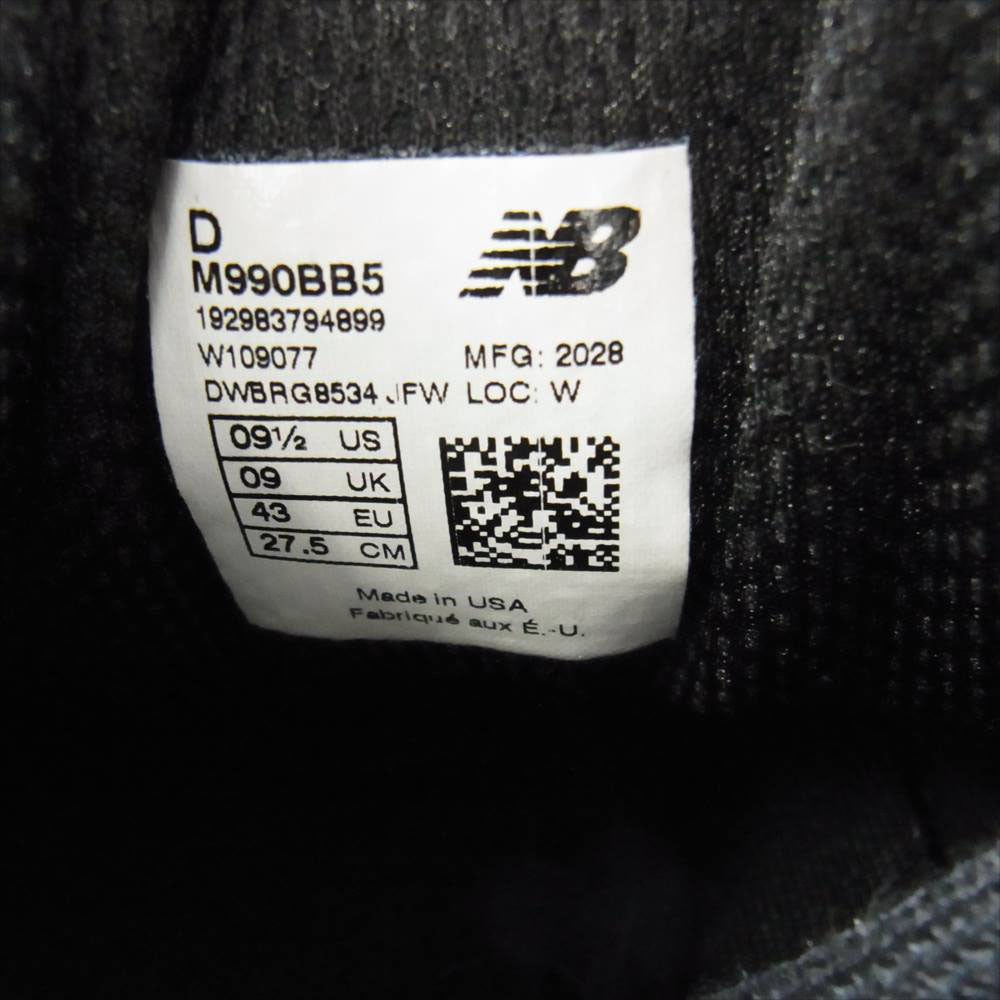 D
NB
M990BB5
192983794899
W109077 MFG: 2028
DWBRG8534 JFW LOC: W
09½ US
09 UK
43 EU
27.5 CM
Made in USA
Fabriqué aux É.-U.